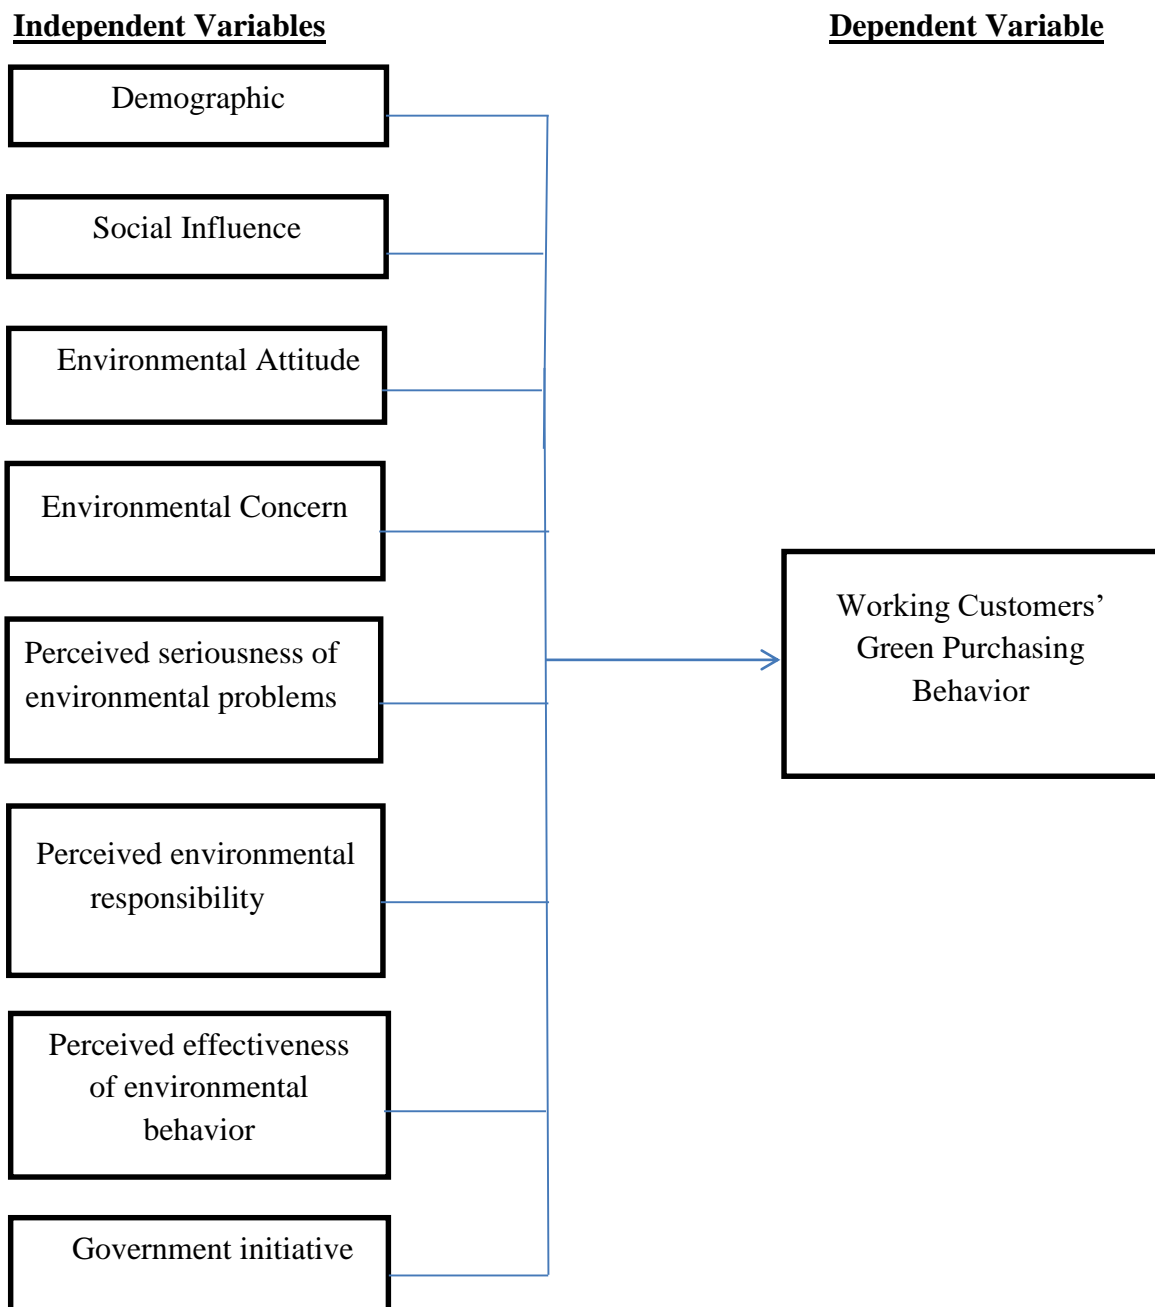 Independent Variables
Dependent Variable
Demographic
Social Influence
Environmental Attitude
Environmental Concern
Perceived seriousness of
environmental problems
Perceived environmental
responsibility
Perceived effectiveness
of environmental
behavior
Government initiative
Working Customers’
Green Purchasing
Behavior